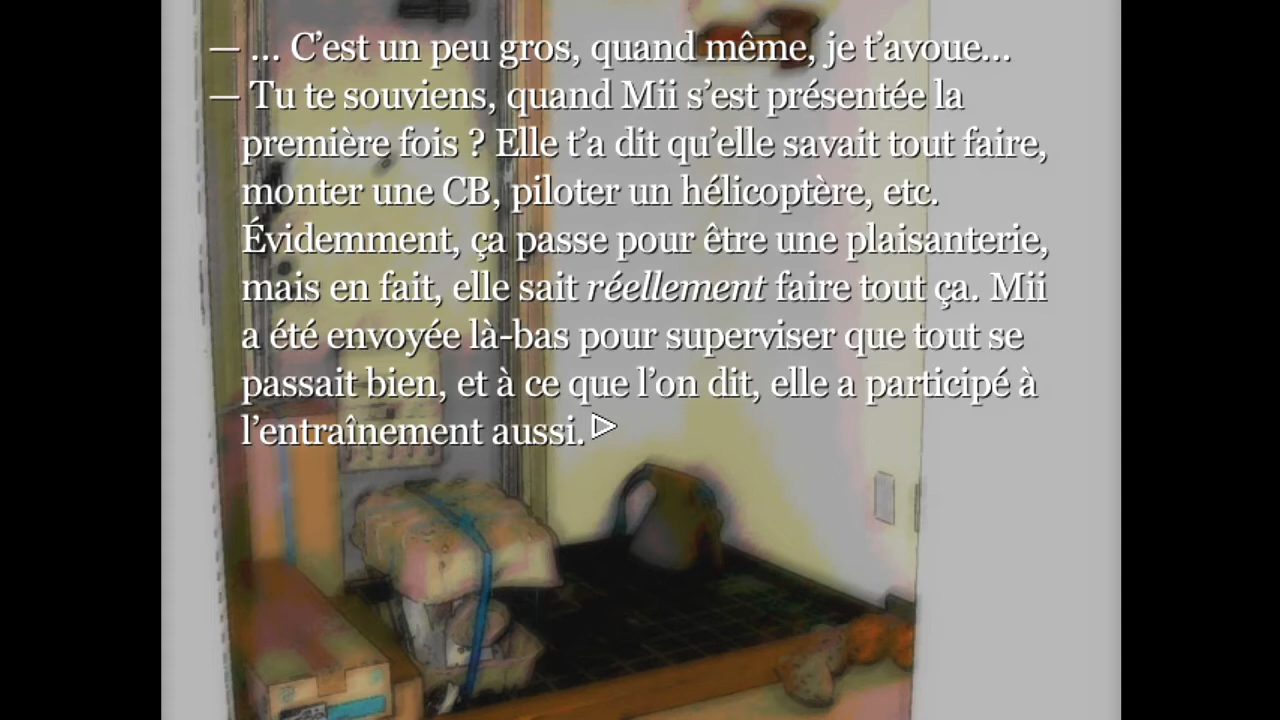 — … C’est un peu gros, quand même, je t’avoue…
— Tu te souviens, quand Mii s’est présentée la
première fois ? Elle t’a dit qu’elle savait tout faire,
monter une CB, piloter un hélicoptère, etc.
Évidemment, ça passe pour être une plaisanterie,
mais en fait, elle sait réellement faire tout ça. Mii
a été envoyée là-bas pour superviser que tout se
passait bien, et à ce que l’on dit, elle a participé à
l’entraînement aussi.